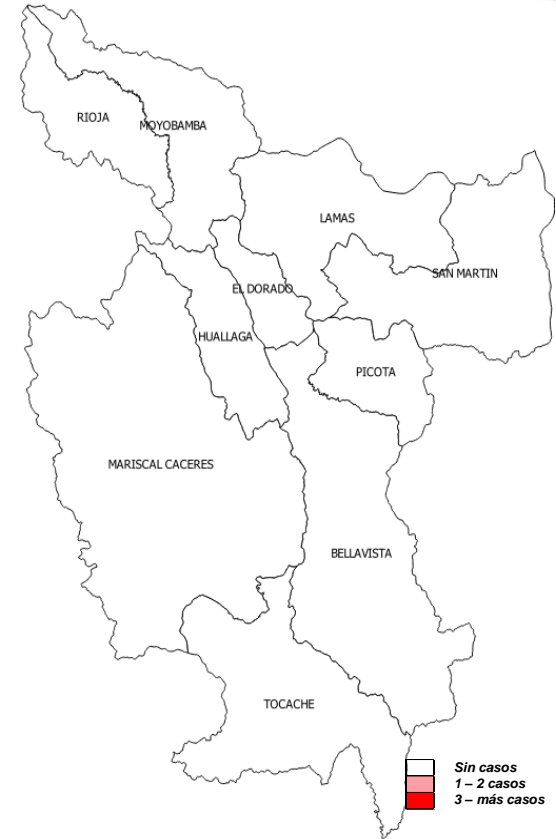 RIOJA
MOYOBAMBA
LAMAS
SAN MARTIN
EL DORADO
HUALLAGA
PICOTA
MARISCAL CACERES
BELLAVISTA
TOCACHE
Sin casos
1 – 2 casos
3 – más casos